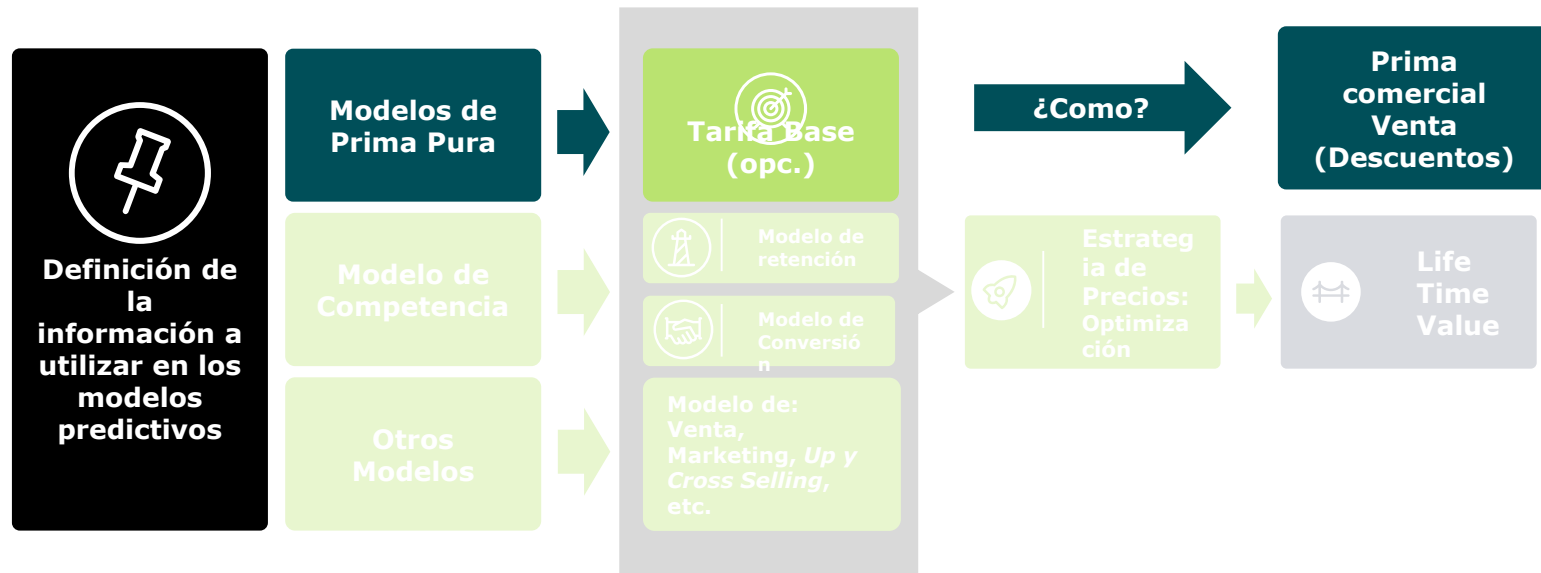 Definición de
la
información a
utilizar en los
modelos
predictivos
Modelos de
Prima Pura
Modelo de
Competencia
Otros
Modelos
Tarifa Base
(opc.)
Modelo de
retención
Modelo de
Conversió
n
Modelo de:
Venta,
Marketing, Up y
Cross Selling,
etc.
¿Como?
Estrateg
ia de
Precios:
Optimiza
ción
Prima
comercial
Venta
(Descuentos)
Life
Time
Value